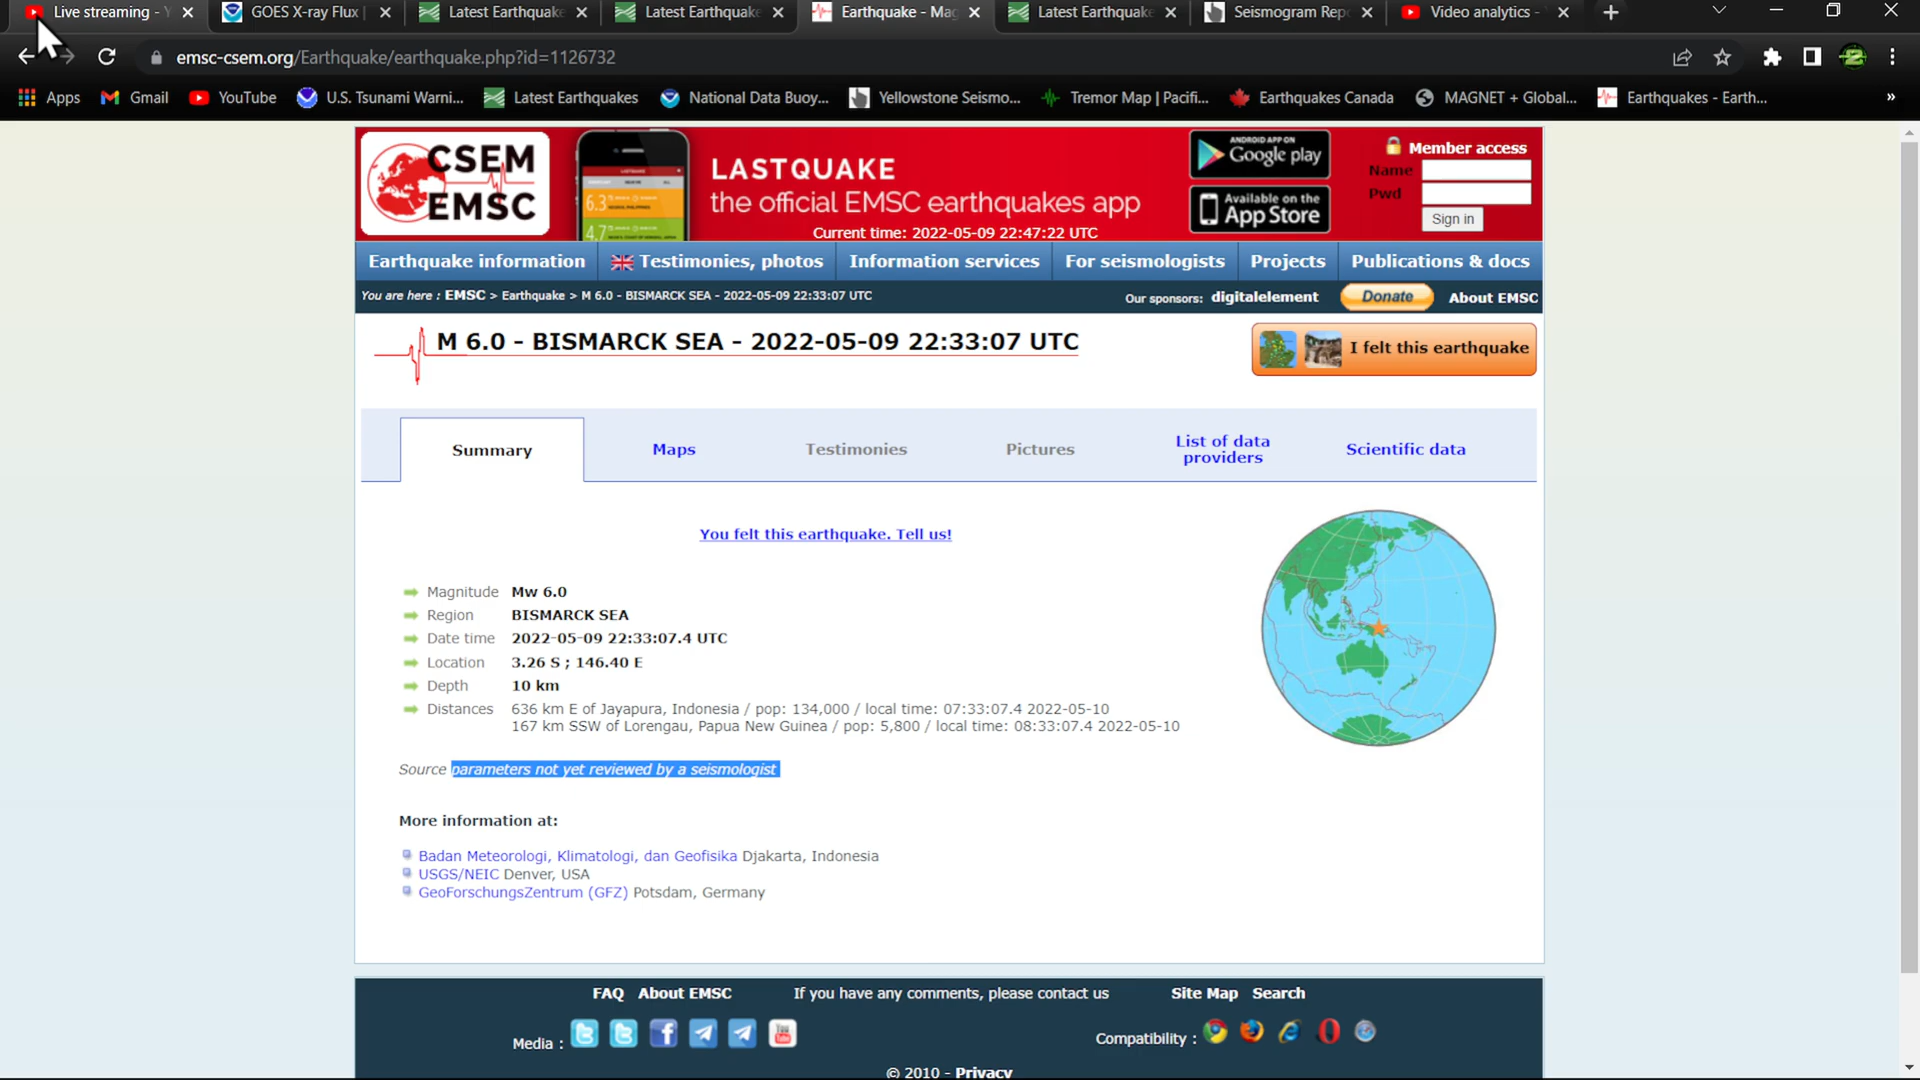 Live streaming - Y
GOES X-ray Flux |
Latest Earthquake
Latest Earthquake
Earthquake - Mag
Latest Earthquake
Seismogram Rep
Video analytics -
emsc-csem.org/Earthquake/earthquake.php?id=1126732
Apps
Gmail
YouTube
U.S. Tsunami Warni...
Latest Earthquakes
National Data Buoy...
Yellowstone Seismo...
Tremor Map | Pacifi...
Earthquakes Canada
MAGNET + Global...
Earthquakes - Earth...
»
CSEM
EMSC
6.3
4.7
LASTQUAKE
the official EMSC earthquakes app
Current time: 2022-05-09 22:47:22 UTC
ANDROID APP ON
Google play
Available on the
App Store
Member access
Name
Pwd
Sign in
Earthquake information
Testimonies, photos
Information services
For seismologists
Projects
Publications & docs
You are here : EMSC > Earthquake > M 6.0 - BISMARCK SEA - 2022-05-09 22:33:07 UTC
Our sponsors: digitalelement
Donate
About EMSC
M 6.0 - BISMARCK SEA - 2022-05-09 22:33:07 UTC
I felt this earthquake
Summary
Maps
Testimonies
Pictures
List of data
providers
Scientific data
You felt this earthquake. Tell us!
Magnitude Mw 6.0
Region BISMARCK SEA
Date time 2022-05-09 22:33:07.4 UTC
Location 3.26 S ; 146.40 E
Depth 10 km
Distances 636 km E of Jayapura, Indonesia / pop: 134,000 / local time: 07:33:07.4 2022-05-10
167 km SSW of Lorengau, Papua New Guinea / pop: 5,800 / local time: 08:33:07.4 2022-05-10
Source parameters not yet reviewed by a seismologist
More information at:
Badan Meteorologi, Klimatologi, dan Geofisika Djakarta, Indonesia
USGS/NEIC Denver, USA
GeoForschungsZentrum (GFZ) Potsdam, Germany
FAQ About EMSC
If you have any comments, please contact us
Site Map Search
Media :
You
Compatibility :
© 2010 - Privacy